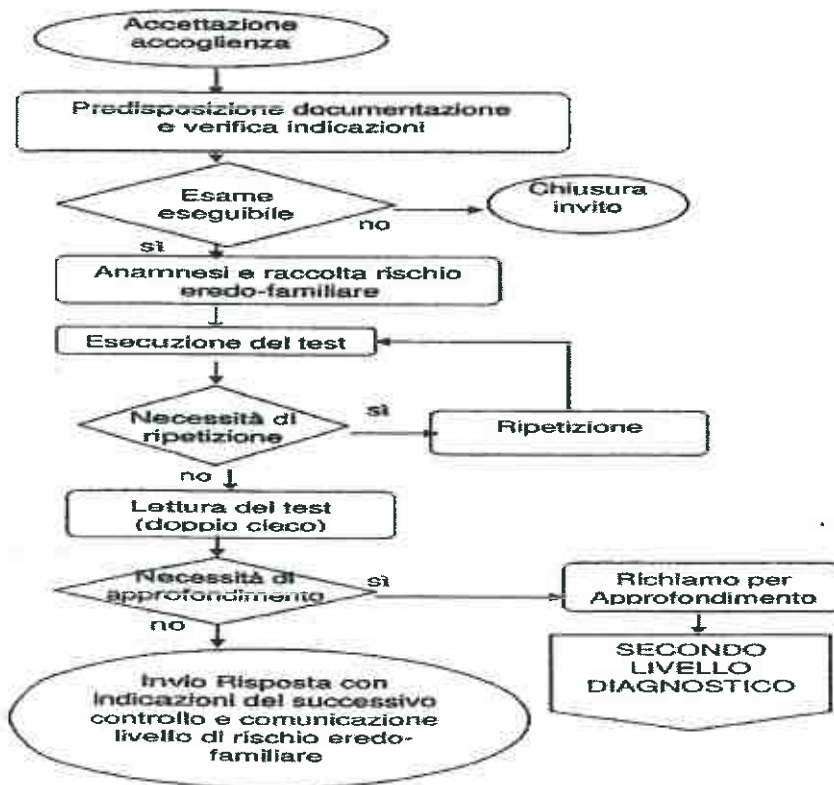 Accettazione
accoglienza
Predisposizione documentazione
e verifica indicazioni
Esame
eseguibile
no
Chiusura
invito
sì
Anamnesi e raccolta rischio
eredo-familiare
Esecuzione del test
Necessità di
ripetizione
sì
Ripetizione
no
Lettura del test
(doppio cieco)
Necessità di
approfondimento
sì
Richiamo per
Approfondimento
no
SECONDO
LIVELLO
DIAGNOSTICO
Invio Risposta con
indicazioni del successivo
controllo e comunicazione
livello di rischio eredo-
familiare